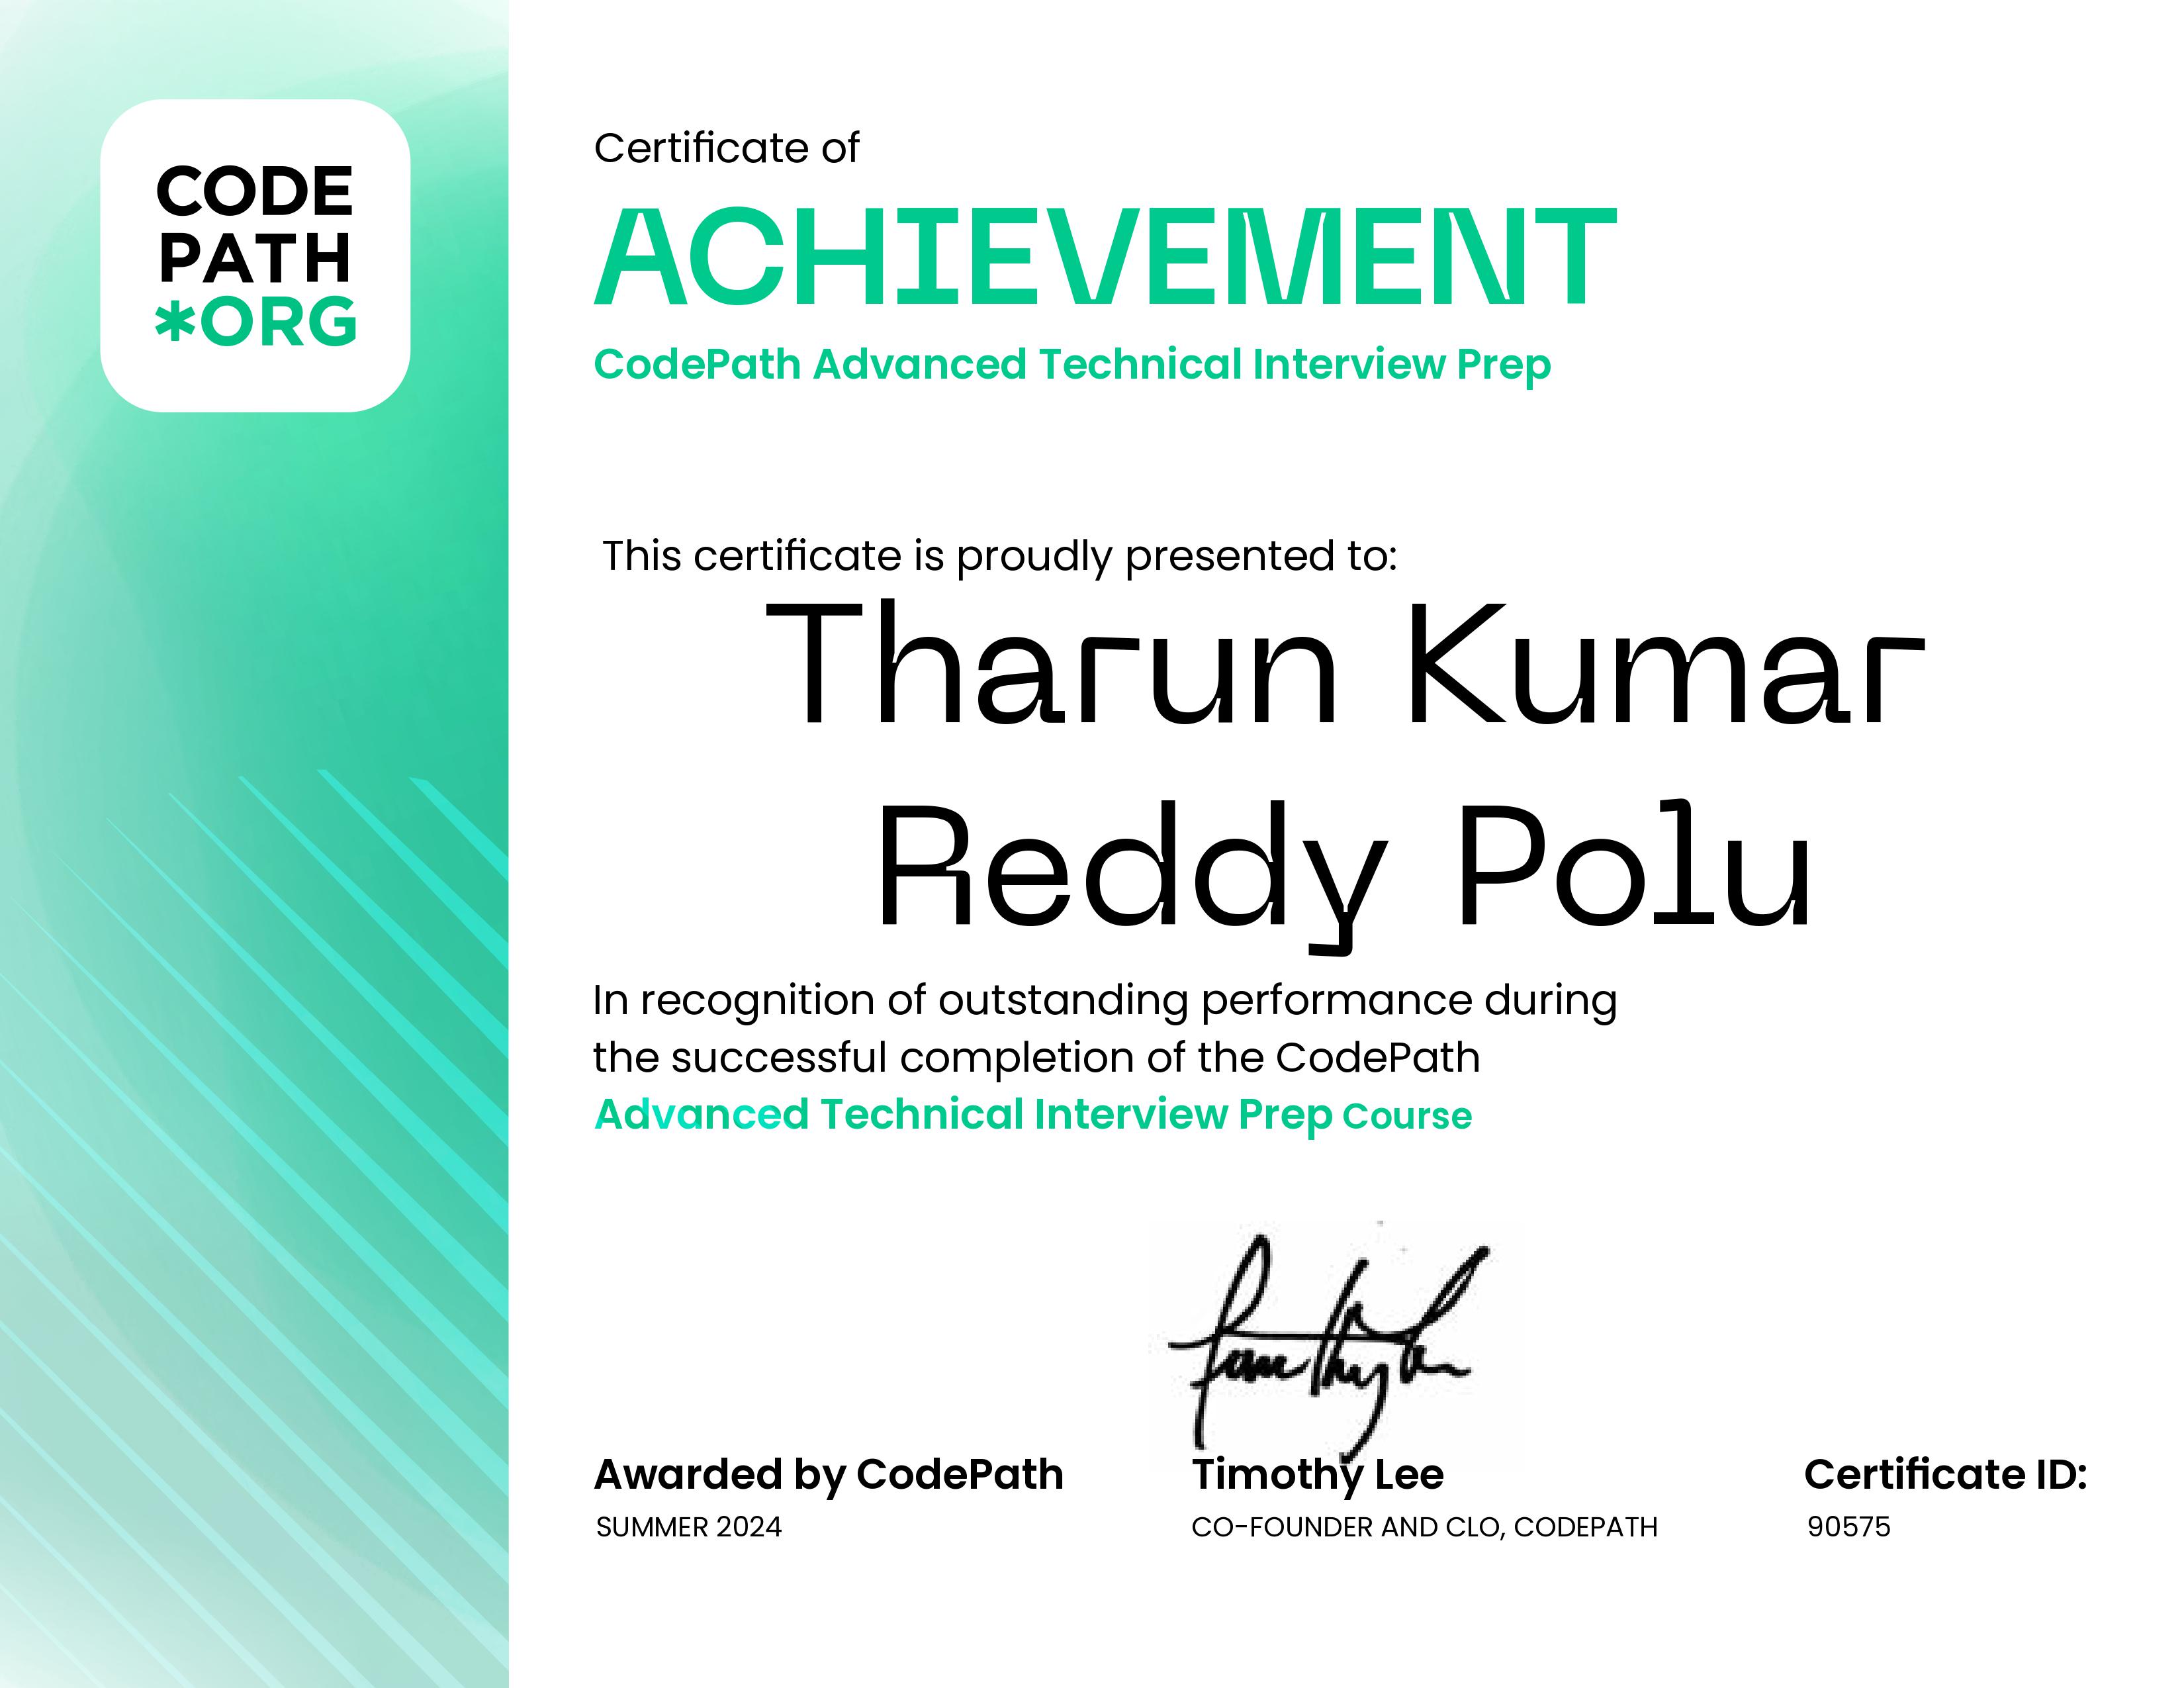 CODE
PATH
*ORG
Certificate of
ACHIEVEMENT
CodePath Advanced Technical Interview Prep
This certificate is proudly presented to:
Tharun Kumar
Reddy Polu
In recognition of outstanding performance during
the successful completion of the CodePath
Advanced Technical Interview Prep Course
Awarded by CodePath
SUMMER 2024
Timothy Lee
CO-FOUNDER AND CLO, CODEPATH
Certificate ID:
90575